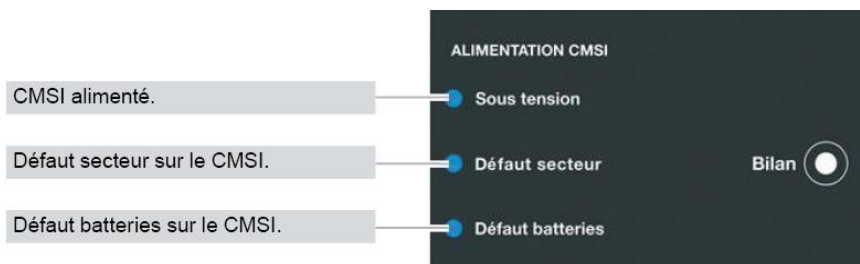 ALIMENTATION CMSI
CMSI alimenté.
Sous tension
Défaut secteur sur le CMSI.
Défaut secteur
Bilan
Défaut batteries sur le CMSI.
Défaut batteries